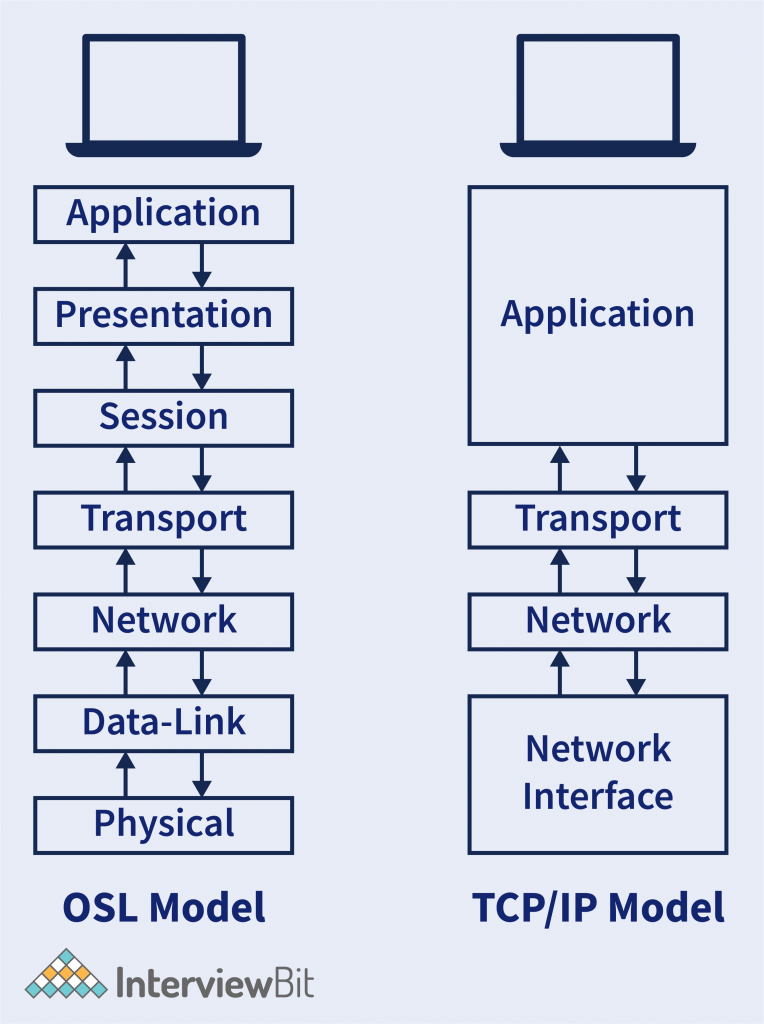 Application
Presentation
Session
Transport
Network
Data-Link
Physical
OSL Model
Application
Transport
Network
Network
Interface
TCP/IP Model
InterviewBit